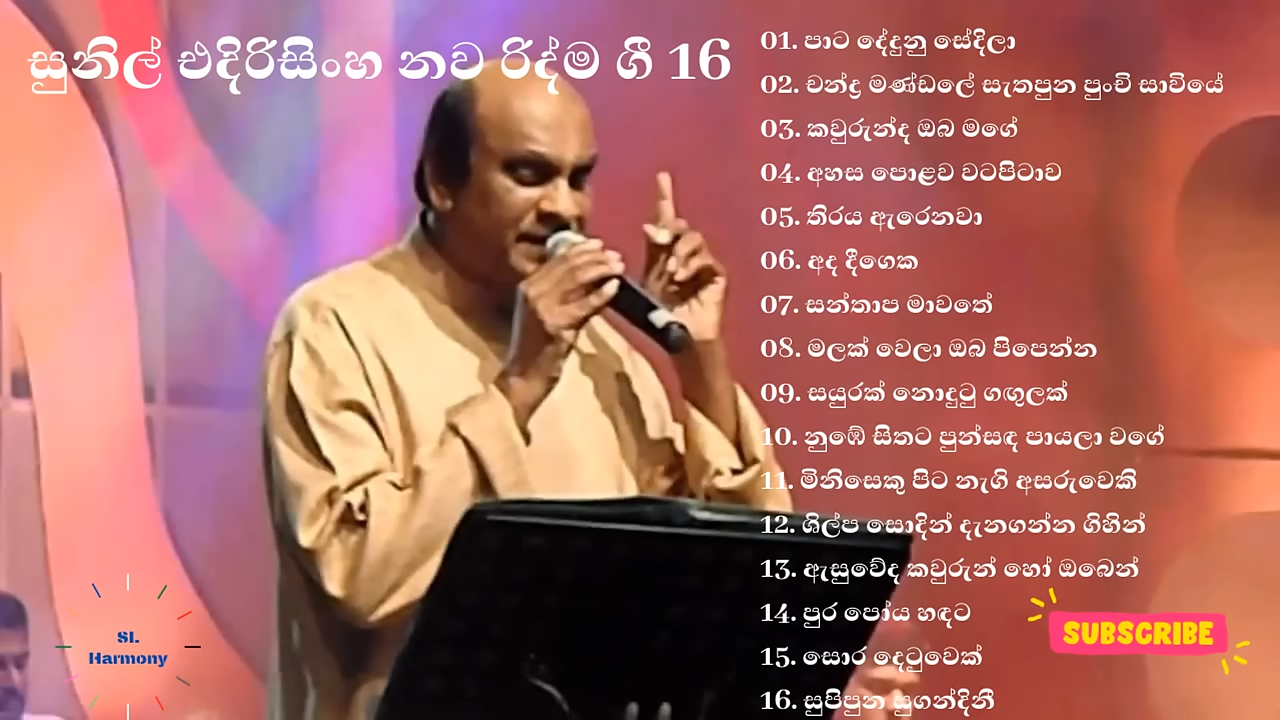 සුනිල් එදිරිසිංහ නව රිද්ම ගී 16
01. පාට දේදුනු සේදිලා
02. චන්ද්‍ර මණ්ඩලේ සැතපුන පුංචි සාවියේ
03. කවුරුන්ද ඔබ මගේ
04. අහස පොළව වටපිටාව
05. තිරය ඇරෙනවා
06. අද දීගෙක
07. සන්තාප මාවතේ
08. මලක් වෙලා ඔබ පිපෙන්න
09. සයුරක් නොදුටු ගඟුලක්
10. නුඹේ සිතට පුන්සඳ පායලා වගේ
11. මිනිසෙකු පිට නැගි අසරුවෙකි
12. ශිල්ප සොදින් දැනගන්න ගිහින්
13. ඇසුවේද කවුරුන් හෝ ඔබෙන්
14. පුර පෝය හඳට
15. සොර දෙටුවෙක්
16. සුපිපුන සුගන්දිනී
SL
Harmony
SUBSCRIBE